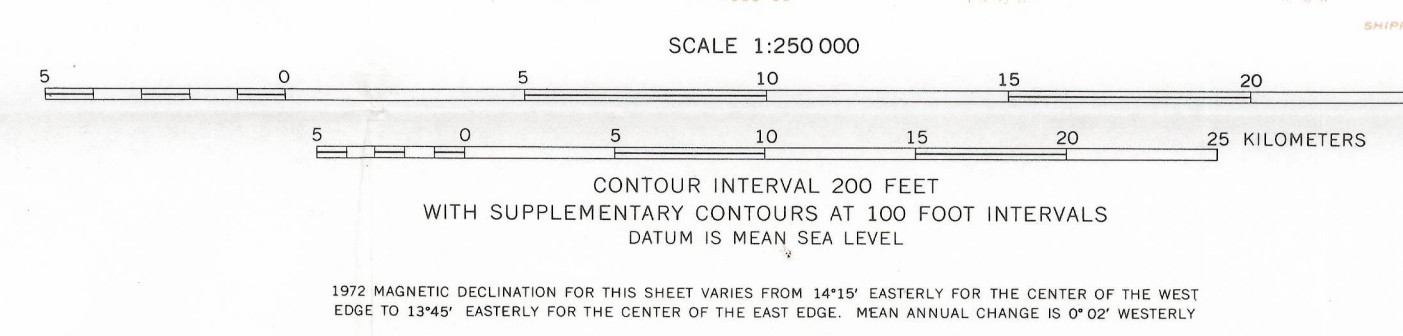 SCALE 1:250 000
5 0 5 10 15 20
5 0 5 10 15 20 25 KILOMETERS
CONTOUR INTERVAL 200 FEET
WITH SUPPLEMENTARY CONTOURS AT 100 FOOT INTERVALS
DATUM IS MEAN SEA LEVEL
1972 MAGNETIC DECLINATION FOR THIS SHEET VARIES FROM 14°15′ EASTERLY FOR THE CENTER OF THE WEST
EDGE TO 13°45′ EASTERLY FOR THE CENTER OF THE EAST EDGE. MEAN ANNUAL CHANGE IS 0°02′ WESTERLY